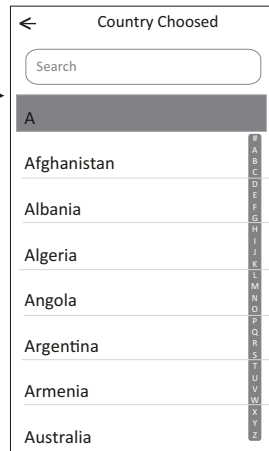 Country Choosed
Search
A
Afghanistan
Albania
Algeria
Angola
Argentina
Armenia
Australia
#
A
B
C
D
E
F
G
H
I
J
K
L
M
N
O
P
Q
R
S
T
U
V
W
X
Y
Z